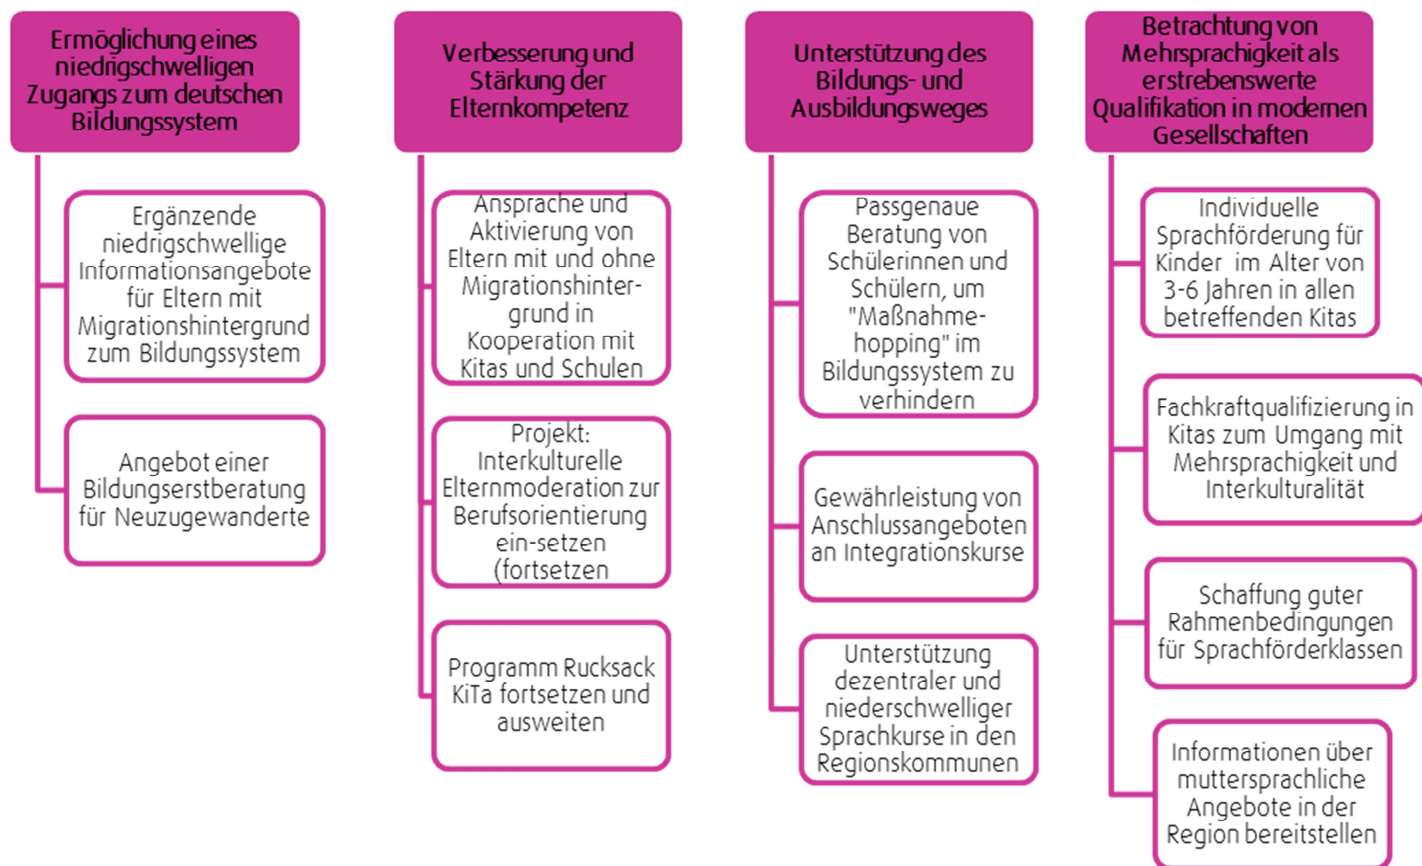 Ermöglichung eines
niedrigschwelligen
Zugangs zum deutschen
Bildungssystem
Ergänzende
niedrigschwellige
Informationsangebote
für Eltern mit
Migrationshintergrund
zum Bildungssystem
Angebot einer
Bildungserstberatung
für Neuzugewanderte
Verbesserung und
Stärkung der
Elternkompetenz
Ansprache und
Aktivierung von
Eltern mit und ohne
Migrationshinter-
grund in
Kooperation mit
Kitas und Schulen
Projekt:
Interkulturelle
Elternmoderation zur
Berufsorientierung
ein-setzen
(fortsetzen
Programm Rucksack
KiTa fortsetzen und
ausweiten
Unterstützung des
Bildungs- und
Ausbildungsweges
Passgenaue
Beratung von
Schülerinnen und
Schülern, um
"Maßnahme-
hopping" im
Bildungssystem zu
verhindern
Gewährleistung von
Anschlussangeboten
an Integrationskurse
Unterstützung
dezentraler und
niederschwelliger
Sprachkurse in den
Regionskommunen
Betrachtung von
Mehrsprachigkeit als
erstrebenswerte
Qualifikation in modernen
Gesellschaften
Individuelle
Sprachförderung für
Kinder im Alter von
3-6 Jahren in allen
betreffenden Kitas
Fachkraftqualifizierung in
Kitas zum Umgang mit
Mehrsprachigkeit und
Interkulturalität
Schaffung guter
Rahmenbedingungen
für Sprachförderklassen
Informationen über
muttersprachliche
Angebote in der
Region bereitstellen